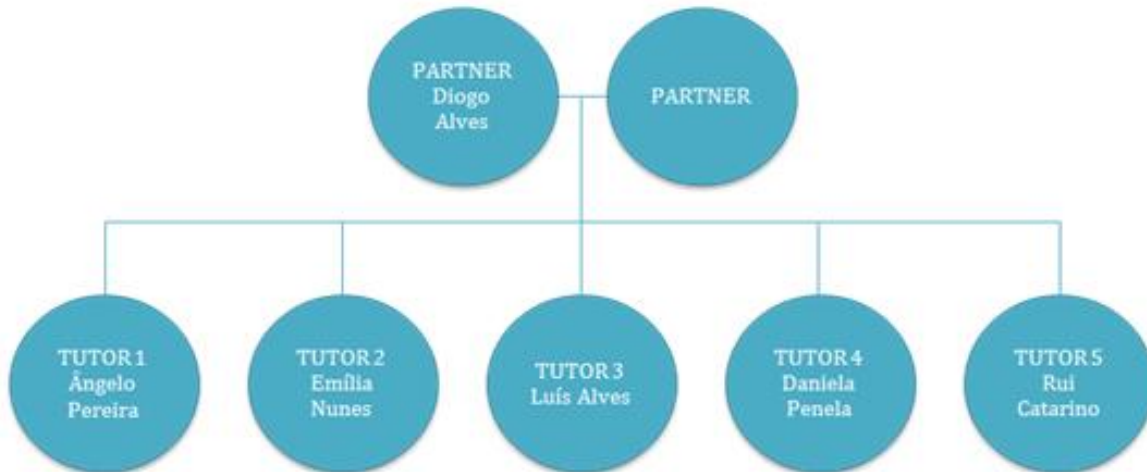 PARTNER
Diogo
Alves
PARTNER
TUTOR 1
Ângelo
Pereira
TUTOR 2
Emília
Nunes
TUTOR 3
Luís Alves
TUTOR 4
Daniela
Penela
TUTOR 5
Rui
Catarino